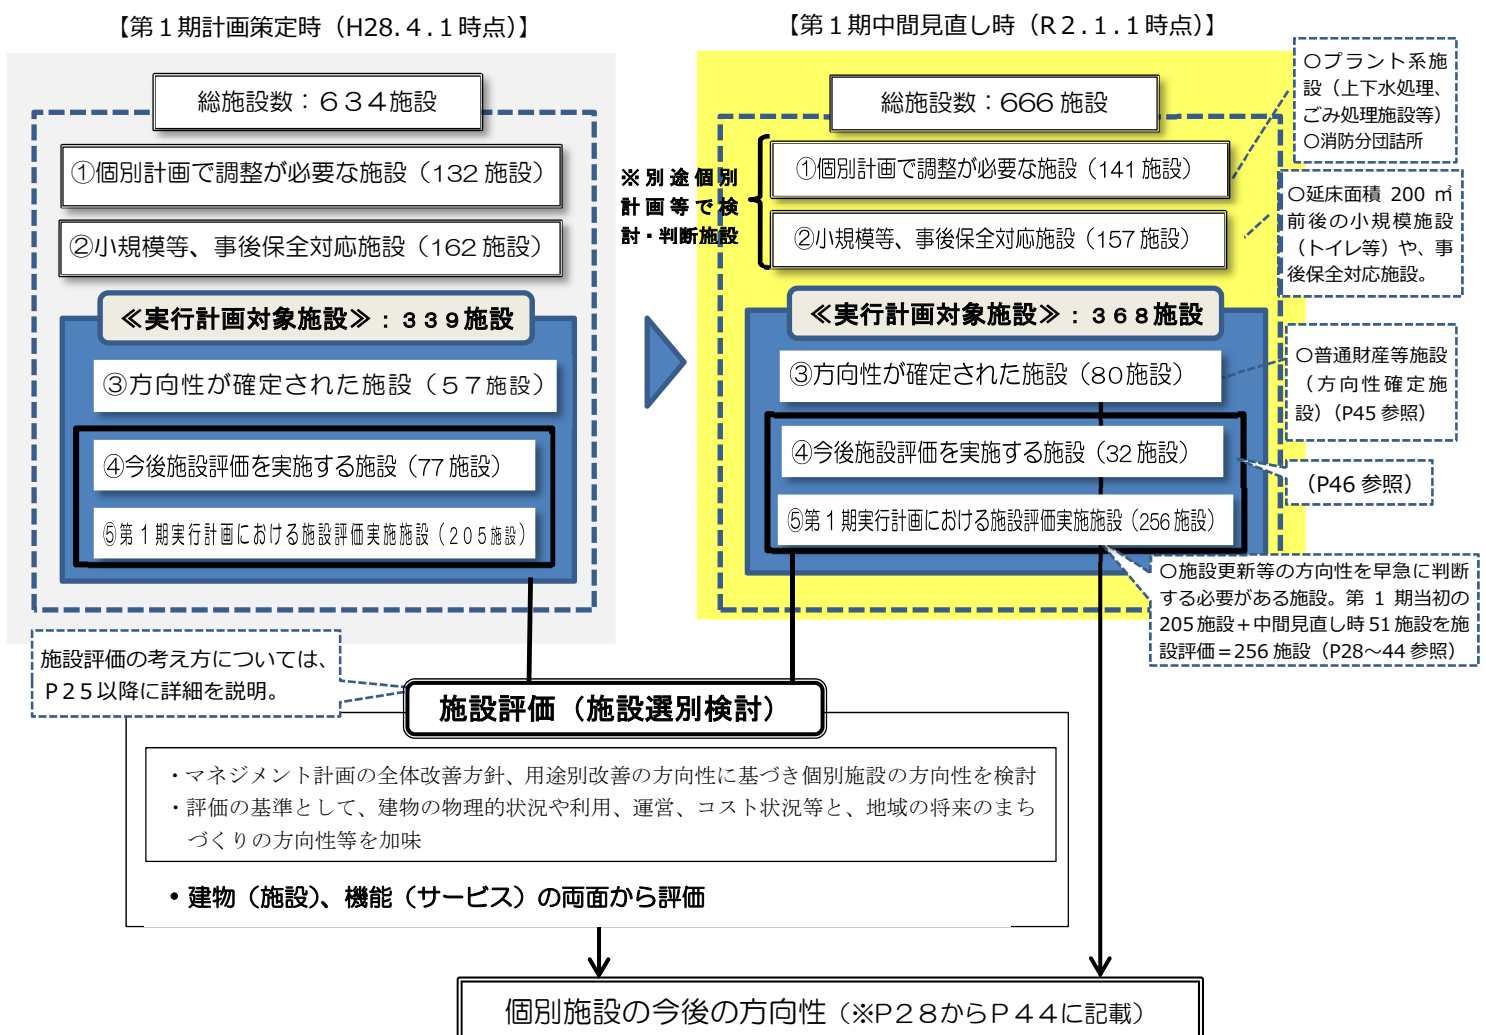 【第１期計画策定時（H28.４.１時点）】
総施設数：６３４施設
①個別計画で調整が必要な施設（132 施設）
②小規模等、事後保全対応施設（162 施設）
≪実行計画対象施設≫：３３９施設
③方向性が確定された施設（５７施設）
④今後施設評価を実施する施設（77 施設）
⑤第１期実行計画における施設評価実施施設（２０５施設）
【第１期中間見直し時（R２.１.１時点）】
総施設数：666 施設
※別途個別
計画等で検
討・判断施設
①個別計画で調整が必要な施設（141 施設）
②小規模等、事後保全対応施設（157 施設）
≪実行計画対象施設≫：３６８施設
③方向性が確定された施設（80施設）
④今後施設評価を実施する施設（32 施設）
⑤第１期実行計画における施設評価実施施設（256 施設）
○プラント系施
設（上下水処理、
ごみ処理施設等）
○消防分団詰所
○延床面積 200 ㎡
前後の小規模施設
（トイレ等）や、事
後保全対応施設。
○普通財産等施設
（方向性確定施
設）（P45 参照）
（P46 参照）
○施設更新等の方向性を早急に判断
する必要がある施設。第 1 期当初の
205 施設＋中間見直し時 51 施設を施
設評価＝256 施設（P28～44 参照）
施設評価の考え方については、
P２５以降に詳細を説明。
施設評価（施設選別検討）
・マネジメント計画の全体改善方針、用途別改善の方向性に基づき個別施設の方向性を検討
・評価の基準として、建物の物理的状況や利用、運営、コスト状況等と、地域の将来のまち
づくりの方向性等を加味
・建物（施設）、機能（サービス）の両面から評価
個別施設の今後の方向性（※P２８からP４４に記載）